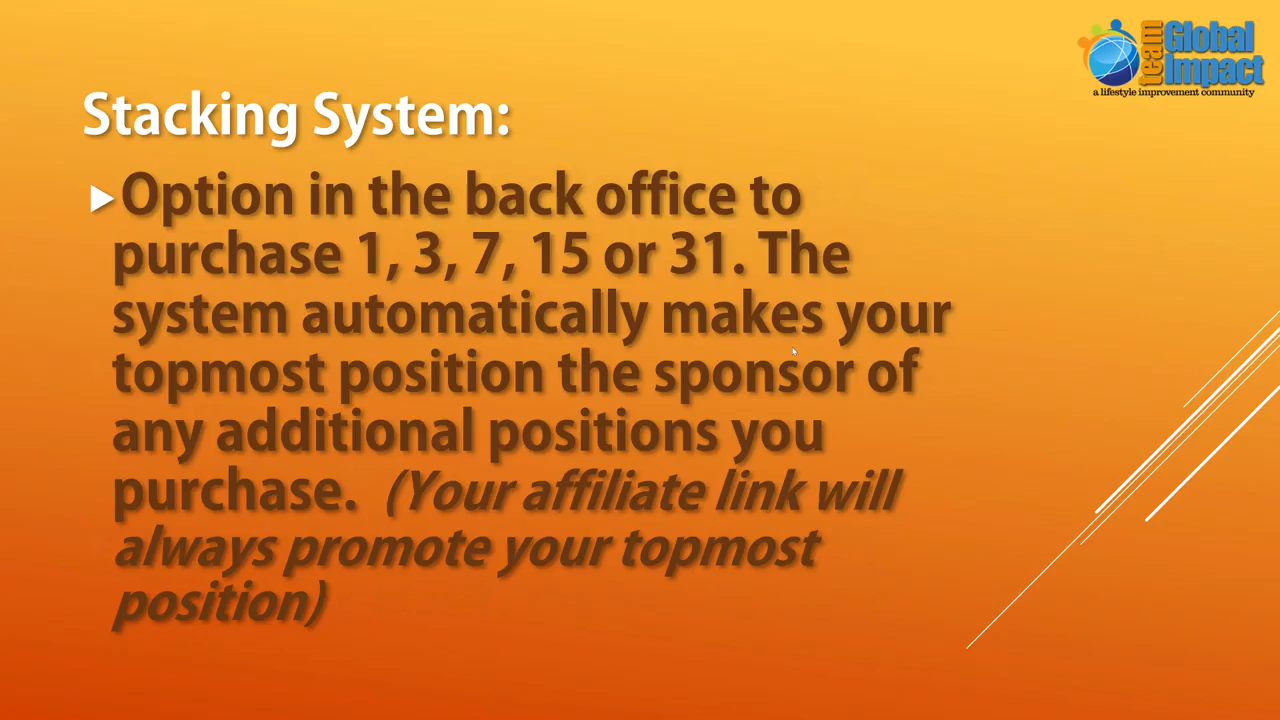 team
Global
Impact
a lifestyle improvement community
Stacking System:
Option in the back office to
purchase 1, 3, 7, 15 or 31. The
system automatically makes your
topmost position the sponsor of
any additional positions you
purchase. (Your affiliate link will
always promote your topmost
position)